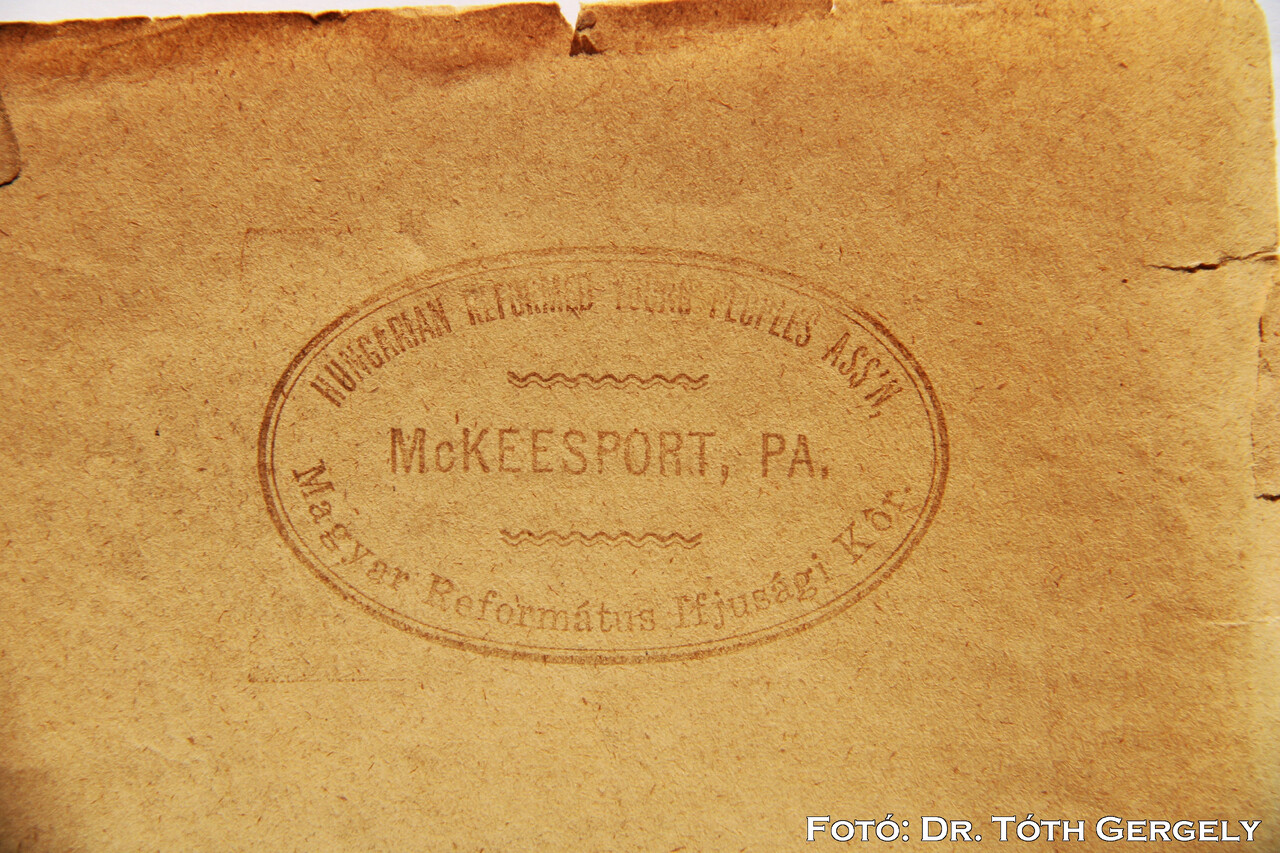 HUNGARIAN REFORMED YOUNG PEOPLES ASS'N,
McKEESPORT, PA.
Magyar Református Ifjusági Kör.
Fotó: Dr. Tóth Gergely